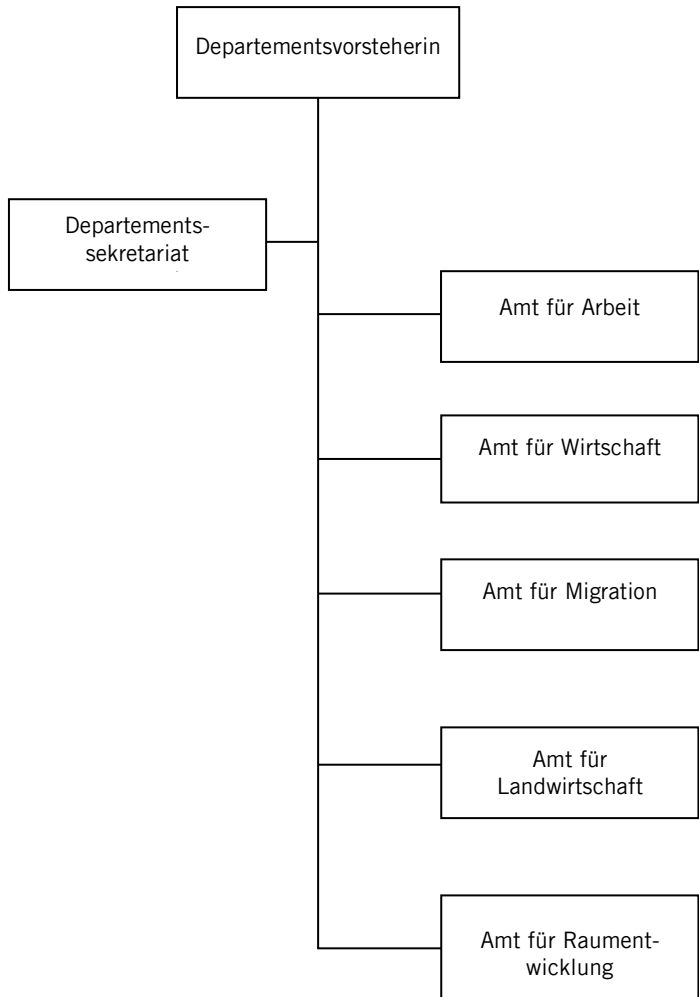 Departementsvorsteherin
Departements-
sekretariat
Amt für Arbeit
Amt für Wirtschaft
Amt für Migration
Amt für
Landwirtschaft
Amt für Raument-
wicklung